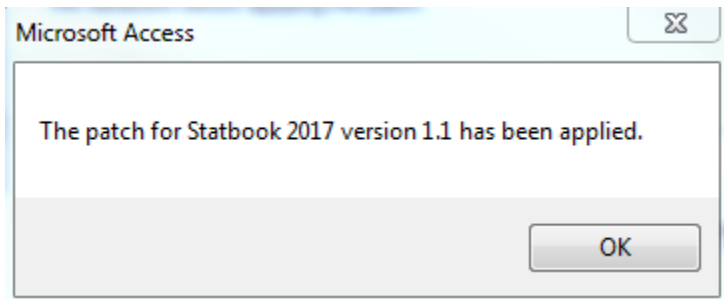 Microsoft Access
The patch for Statbook 2017 version 1.1 has been applied.
OK